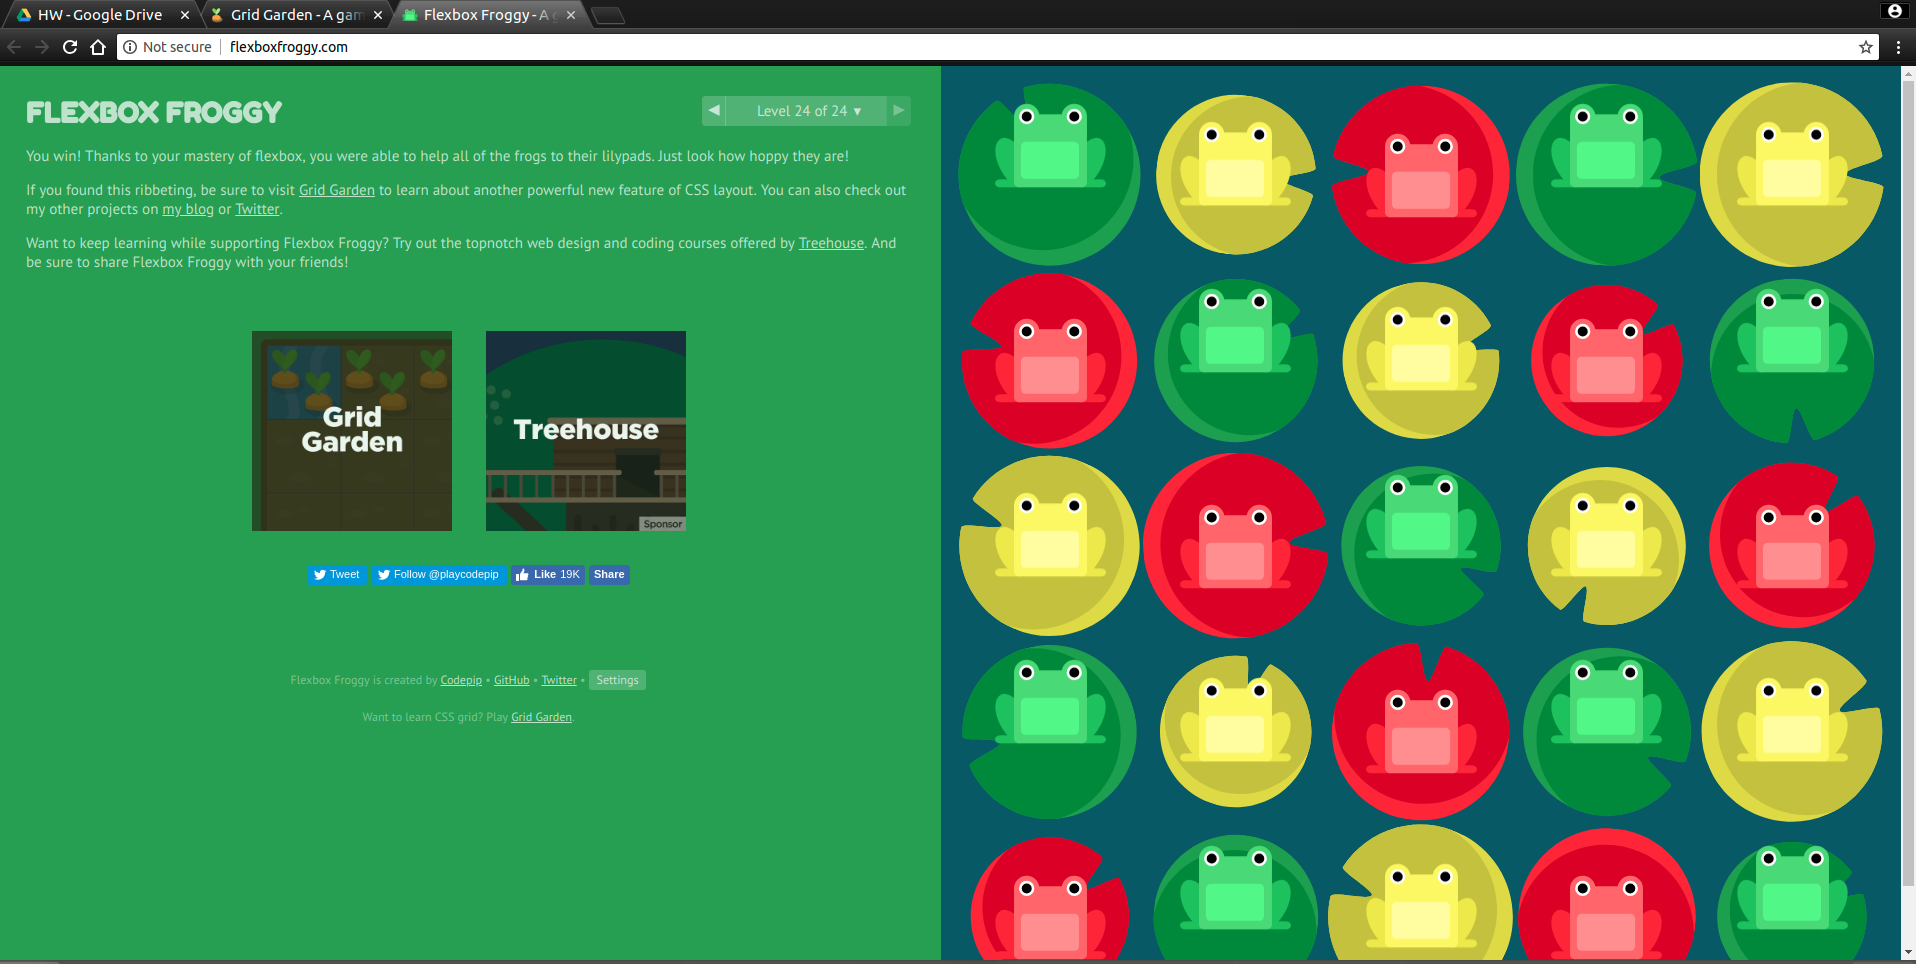 HW - Google Drive
Grid Garden - A gam
Flexbox Froggy - A g
Not secure
flexboxfroggy.com
FLEXBOX FROGGY
◀ Level 24 of 24 ▼ ▶
You win! Thanks to your mastery of flexbox, you were able to help all of the frogs to their lilypads. Just look how hoppy they are!
If you found this ribbeting, be sure to visit Grid Garden to learn about another powerful new feature of CSS layout. You can also check out
my other projects on my blog or Twitter.
Want to keep learning while supporting Flexbox Froggy? Try out the topnotch web design and coding courses offered by Treehouse. And
be sure to share Flexbox Froggy with your friends!
Grid
Garden
Treehouse
Sponsor
Tweet
Follow @playcodepip
Like 19K
Share
Flexbox Froggy is created by Codepip • GitHub • Twitter • Settings
Want to learn CSS grid? Play Grid Garden.